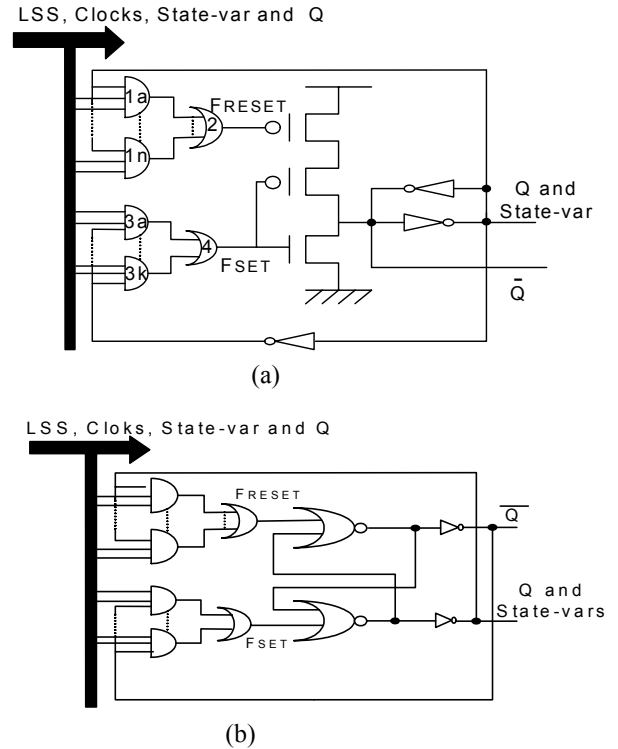 LSS, Clocks, State-var and Q
1a
FRESET
2
1n
3a
4
FSET
3k
Q and
State-var
Q̄
(a)
LSS, Cloks, State-var and Q
FRESET
Q̄
Q and
State-vars
FSET
(b)